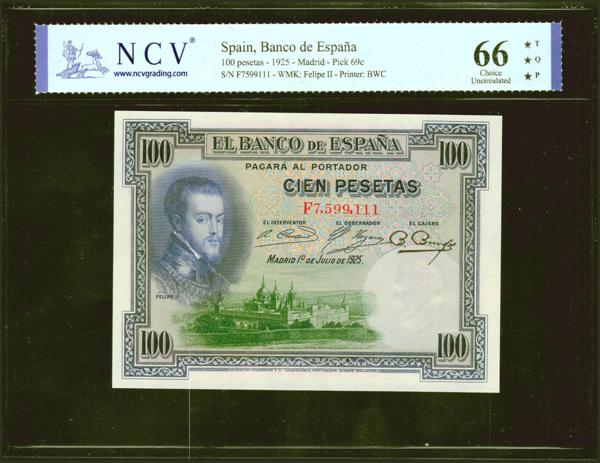 NCV®
www.ncvgrading.com
Spain, Banco de España
100 pesetas - 1925 - Madrid - Pick 69c
S/N F7599111 - WMK: Felipe II - Printer: BWC
66
Choice
Uncirculated
★ T
★ Q
★ P
EL BANCO DE ESPAÑA
100
100
PAGARÁ AL PORTADOR
CIEN PESETAS
F7,599,111
EL INTERVENTOR
EL GOBERNADOR
EL CAJERO
MADRID 1º DE JULIO DE 1925.
FELIPE II
100
100